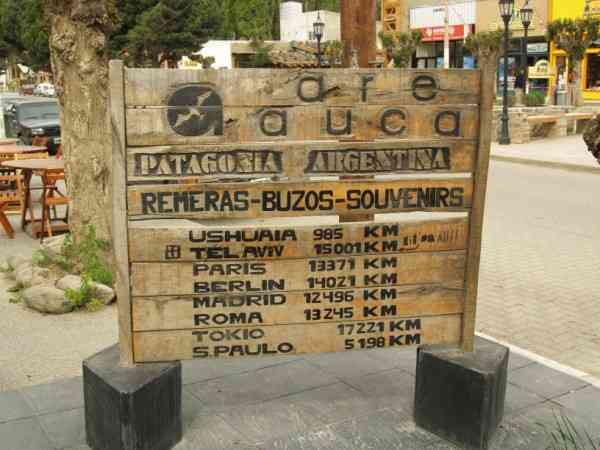 are
auca
PATAGONIA ARGENTINA
REMERAS-BUZOS-SOUVENIRS
USHUAIA 985 KM
TEL AVIV 15001 KM
PARIS 13371 KM
BERLIN 14021 KM
MADRID 12496 KM
ROMA 13245 KM
TOKIO 17221 KM
S.PAULO 5198 KM